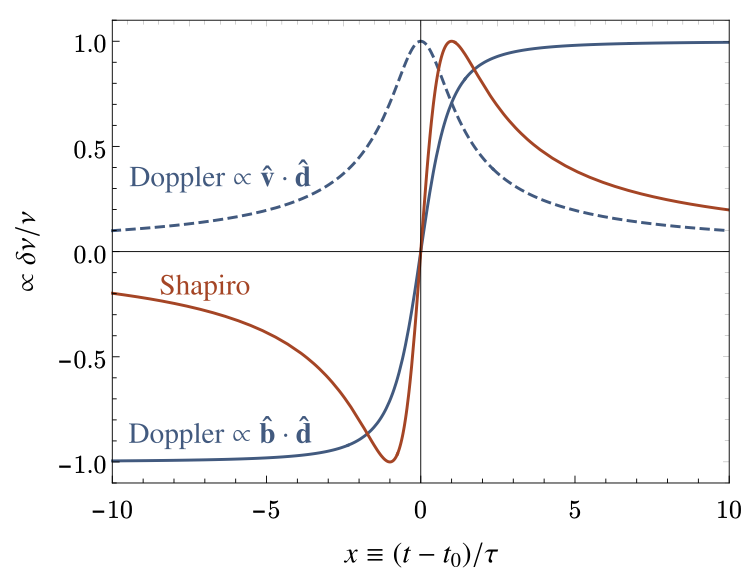 1.0
0.5
0.0
−0.5
−1.0
∝ δν/ν
Doppler ∝ v̂ · d̂
Shapiro
Doppler ∝ b̂ · d̂
−10 −5 0 5 10
x ≡ (t − t₀)/τ